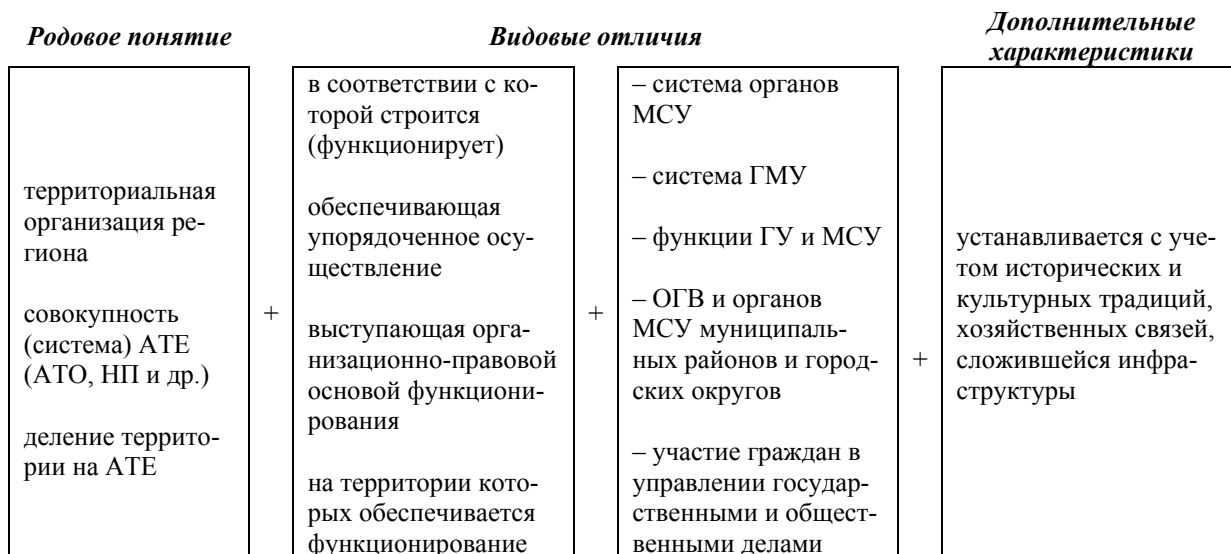 Родовое понятие
Видовые отличия
Дополнительные
характеристики
территориальная
организация ре-
гиона
совокупность
(система) АТЕ
(АТО, НП и др.)
деление террито-
рии на АТЕ
+
в соответствии с ко-
торой строится
(функционирует)
обеспечивающая
упорядоченное осу-
ществление
выступающая орга-
низационно-правовой
основой функциони-
рования
на территории кото-
рых обеспечивается
функционирование
+
– система органов
МСУ
– система ГМУ
– функции ГУ и МСУ
– ОГВ и органов
МСУ муниципаль-
ных районов и город-
ских округов
– участие граждан в
управлении государ-
ственными и общест-
венными делами
+
устанавливается с уче-
том исторических и
культурных традиций,
хозяйственных связей,
сложившейся инфра-
структуры